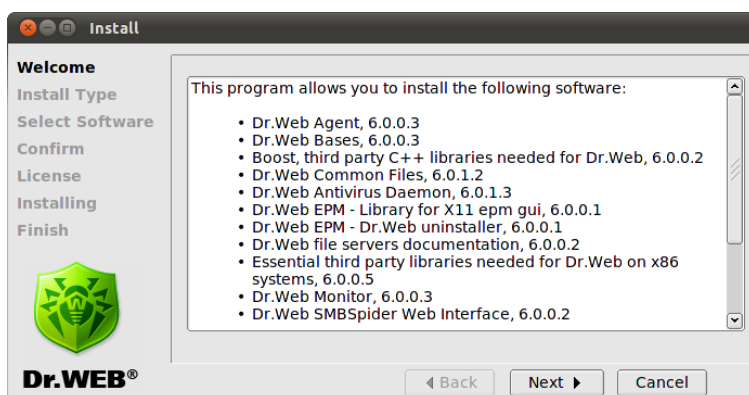 Install
Welcome
Install Type
Select Software
Confirm
License
Installing
Finish
Dr.WEB®
This program allows you to install the following software:
• Dr.Web Agent, 6.0.0.3
• Dr.Web Bases, 6.0.0.3
• Boost, third party C++ libraries needed for Dr.Web, 6.0.0.2
• Dr.Web Common Files, 6.0.1.2
• Dr.Web Antivirus Daemon, 6.0.1.3
• Dr.Web EPM - Library for X11 epm gui, 6.0.0.1
• Dr.Web EPM - Dr.Web uninstaller, 6.0.0.1
• Dr.Web file servers documentation, 6.0.0.2
• Essential third party libraries needed for Dr.Web on x86
systems, 6.0.0.5
• Dr.Web Monitor, 6.0.0.3
• Dr.Web SMBSpider Web Interface, 6.0.0.2
Back
Next
Cancel